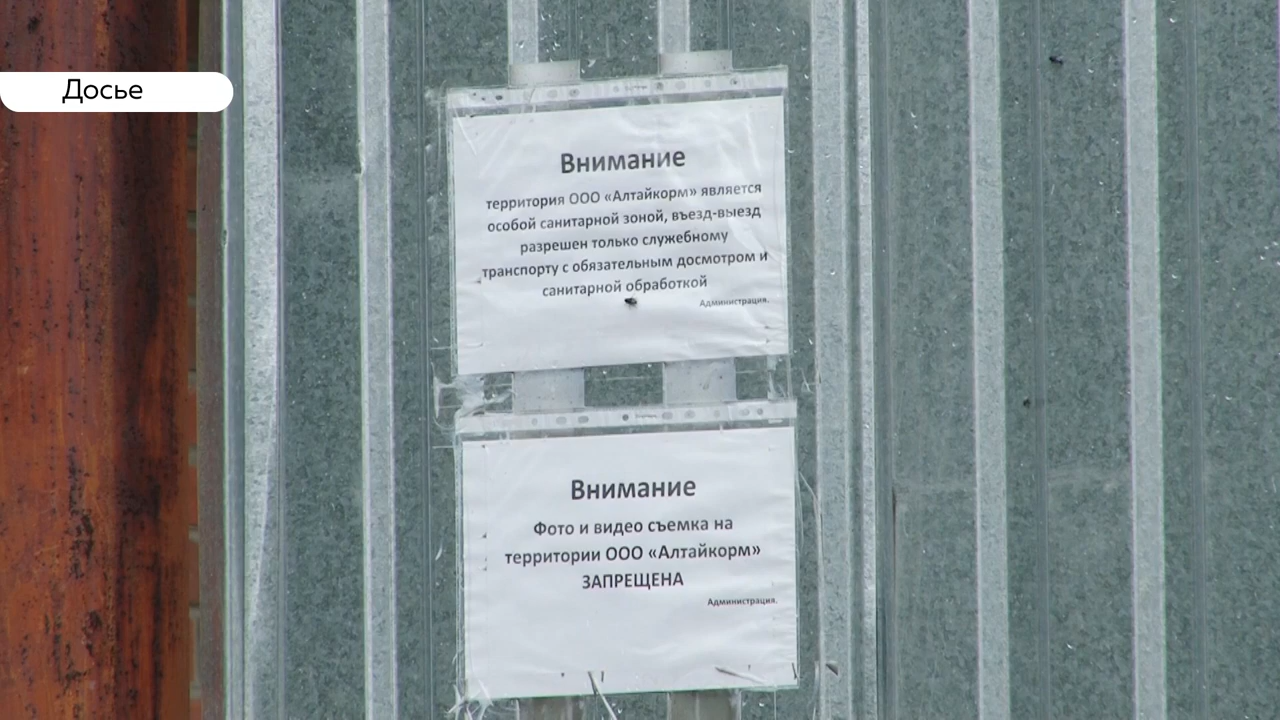 Досье
Внимание
территория ООО «Алтайкорм» является
особой санитарной зоной, въезд-выезд
разрешен только служебному
транспорту с обязательным досмотром и
санитарной обработкой
Администрация.
Внимание
Фото и видео съемка на
территории ООО «Алтайкорм»
ЗАПРЕЩЕНА
Администрация.